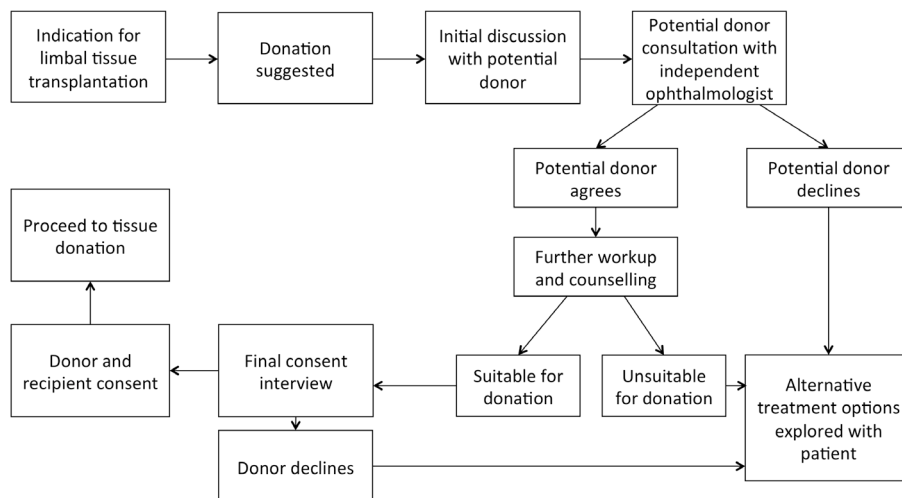 Indication for
limbal tissue
transplantation
Donation
suggested
Initial discussion
with potential
donor
Potential donor
consultation with
independent
ophthalmologist
Potential donor
agrees
Potential donor
declines
Proceed to tissue
donation
Further workup
and counselling
Donor and
recipient consent
Final consent
interview
Suitable for
donation
Unsuitable
for donation
Alternative
treatment options
explored with
patient
Donor declines